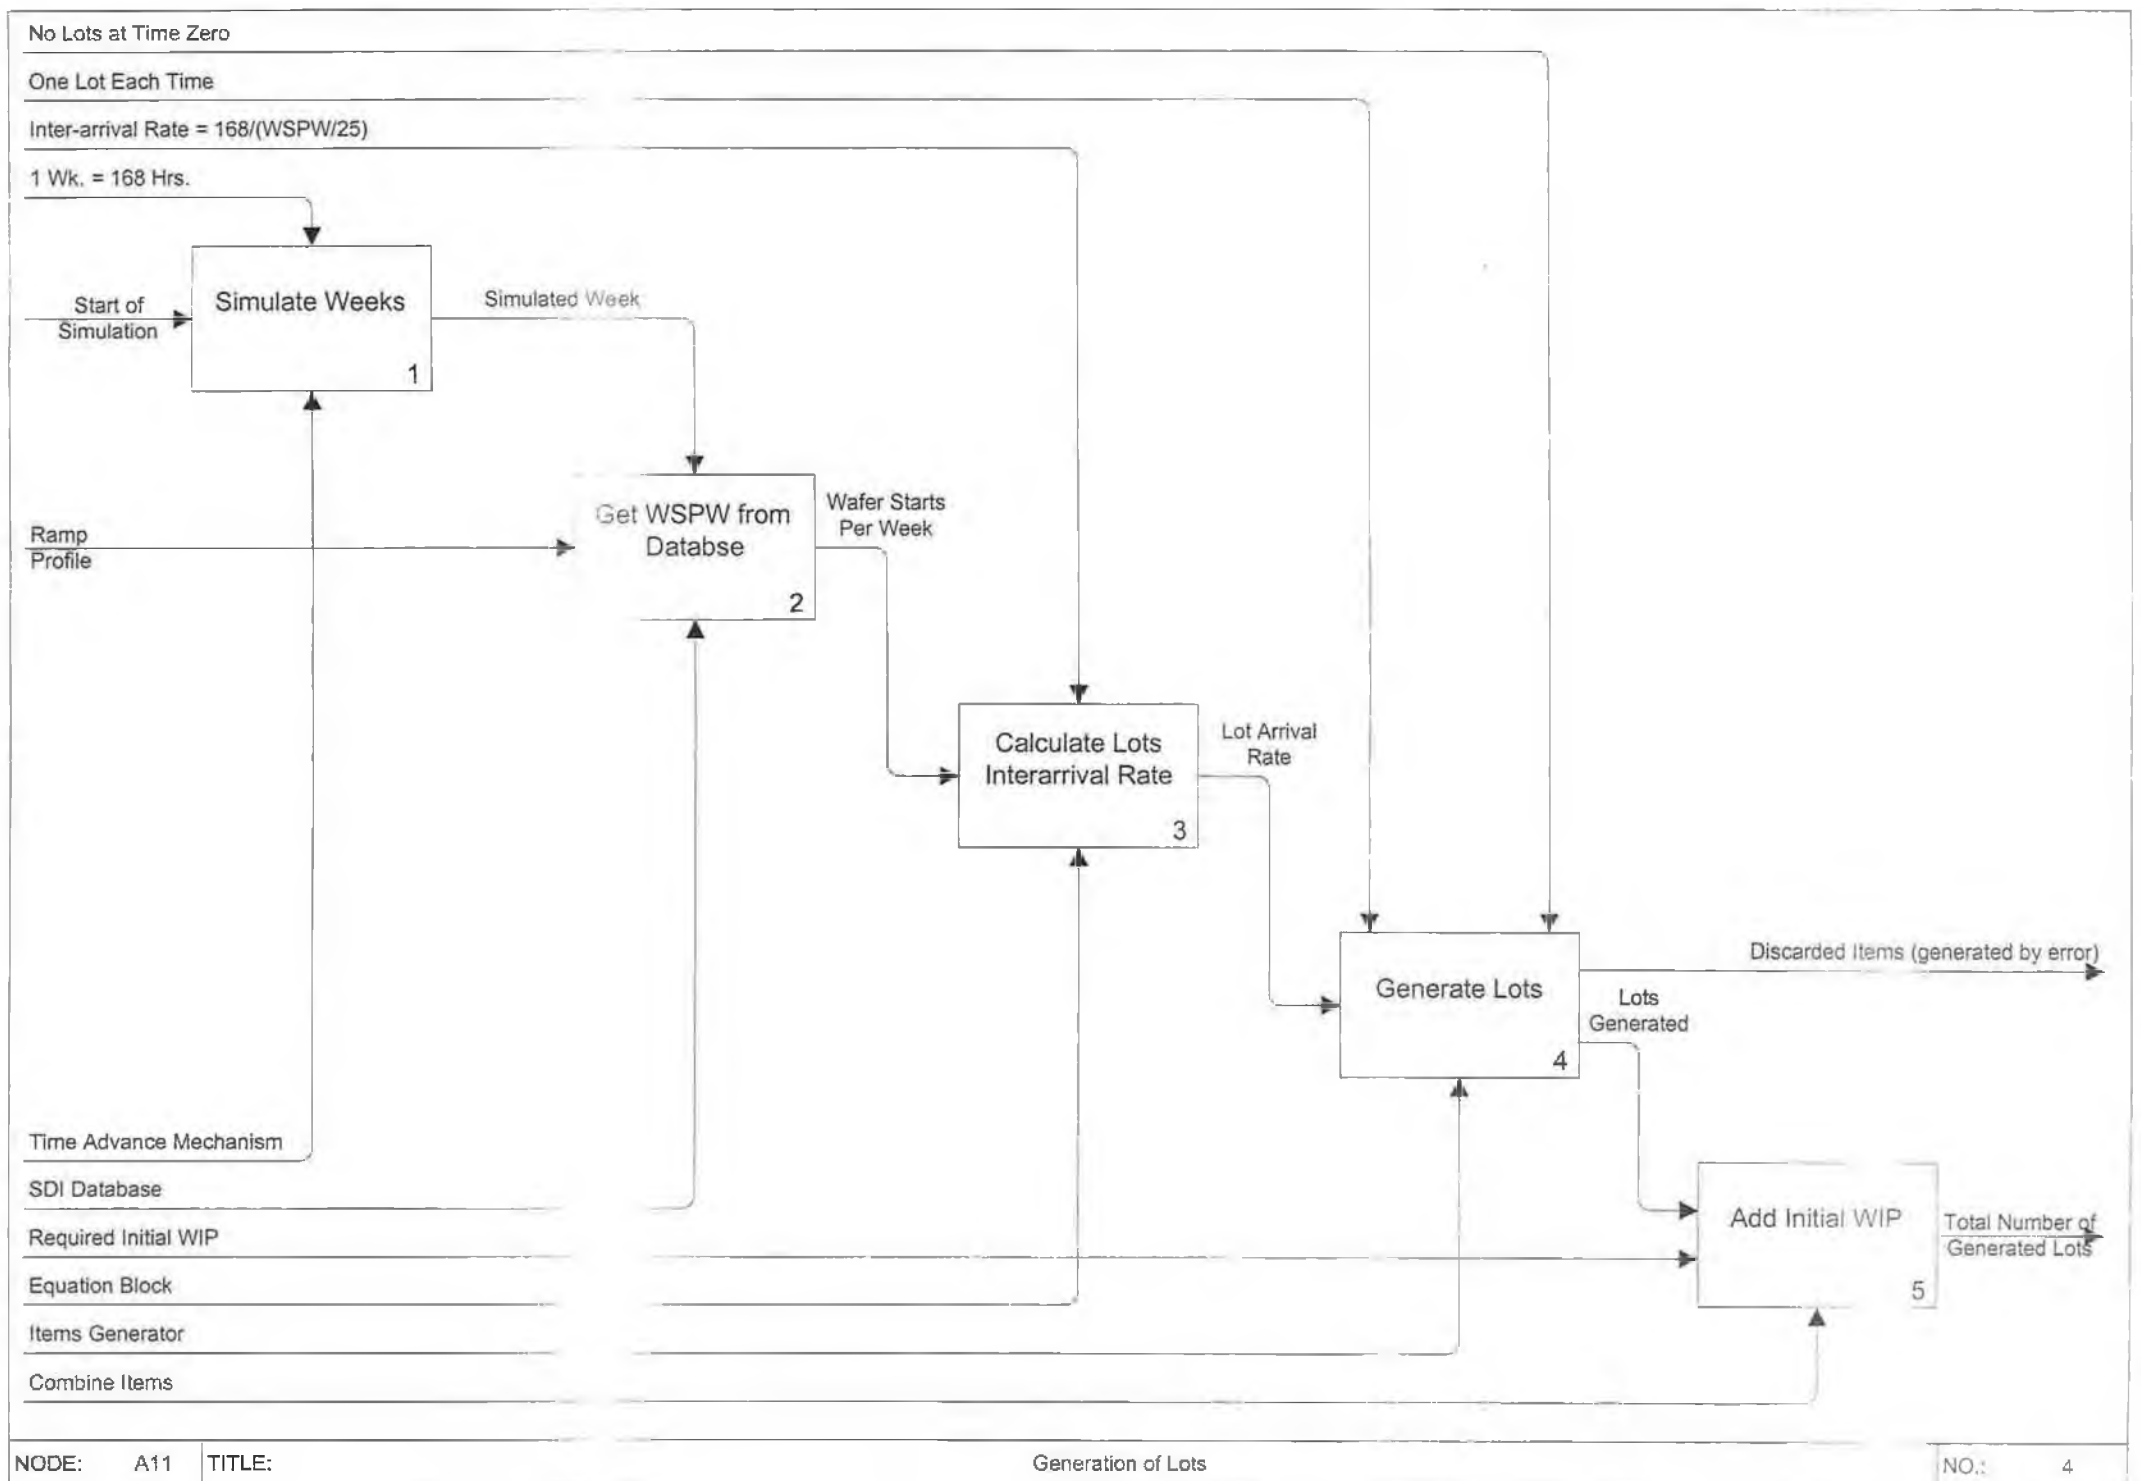 No Lots at Time Zero
One Lot Each Time
Inter-arrival Rate = 168/(WSPW/25)
1 Wk. = 168 Hrs.
Start of
Simulation
Simulate Weeks
1
Simulated Week
Ramp
Profile
Get WSPW from
Databse
2
Wafer Starts
Per Week
Calculate Lots
Interarrival Rate
3
Lot Arrival
Rate
Generate Lots
4
Discarded Items (generated by error)
Lots
Generated
Add Initial WIP
5
Total Number of
Generated Lots
Time Advance Mechanism
SDI Database
Required Initial WIP
Equation Block
Items Generator
Combine Items
NODE: A11 TITLE: Generation of Lots NO.: 4